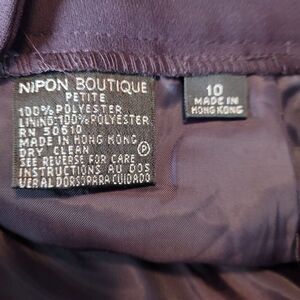 NIPON BOUTIQUE
PETITE
100% POLYESTER
LINING:100% POLYESTER
RN 50610
MADE IN HONG KONG
DRY CLEAN Ⓟ
SEE REVERSE FOR CARE
INSTRUCTIONS AU DOS
VER AL DORSO PARA CUIDADO
10
MADE IN
HONG KONG